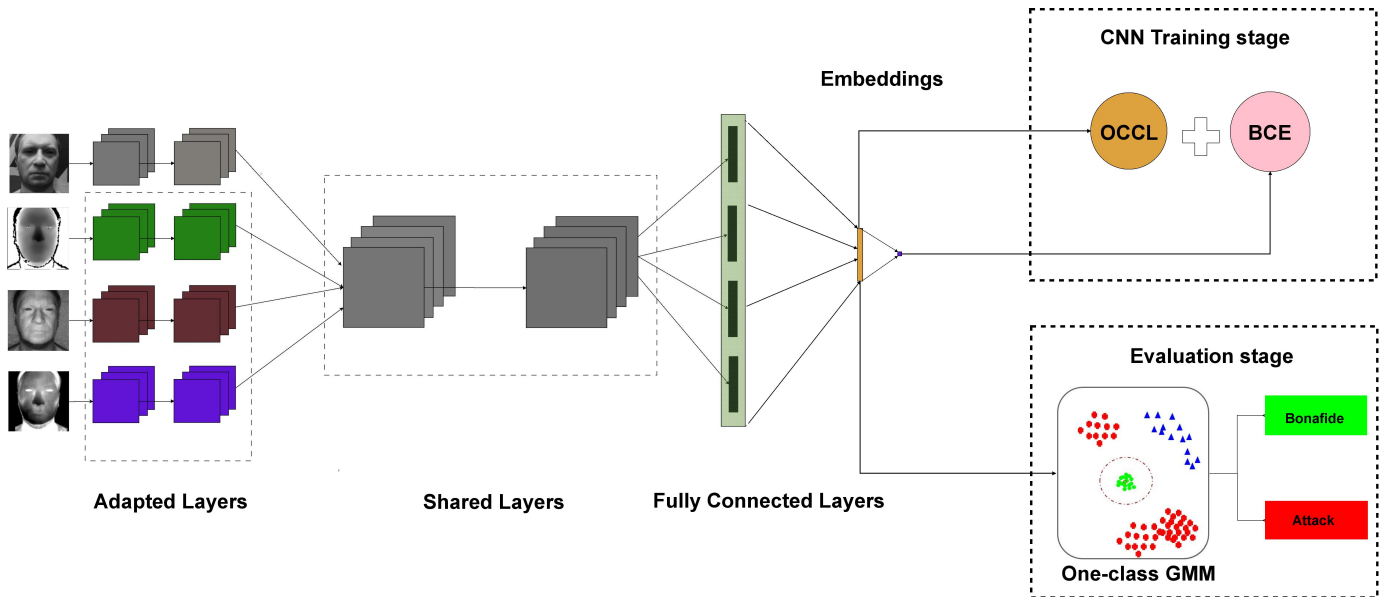 CNN Training stage
Embeddings
OCCL
BCE
Evaluation stage
Bonafide
Adapted Layers
Shared Layers
Fully Connected Layers
Attack
One-class GMM